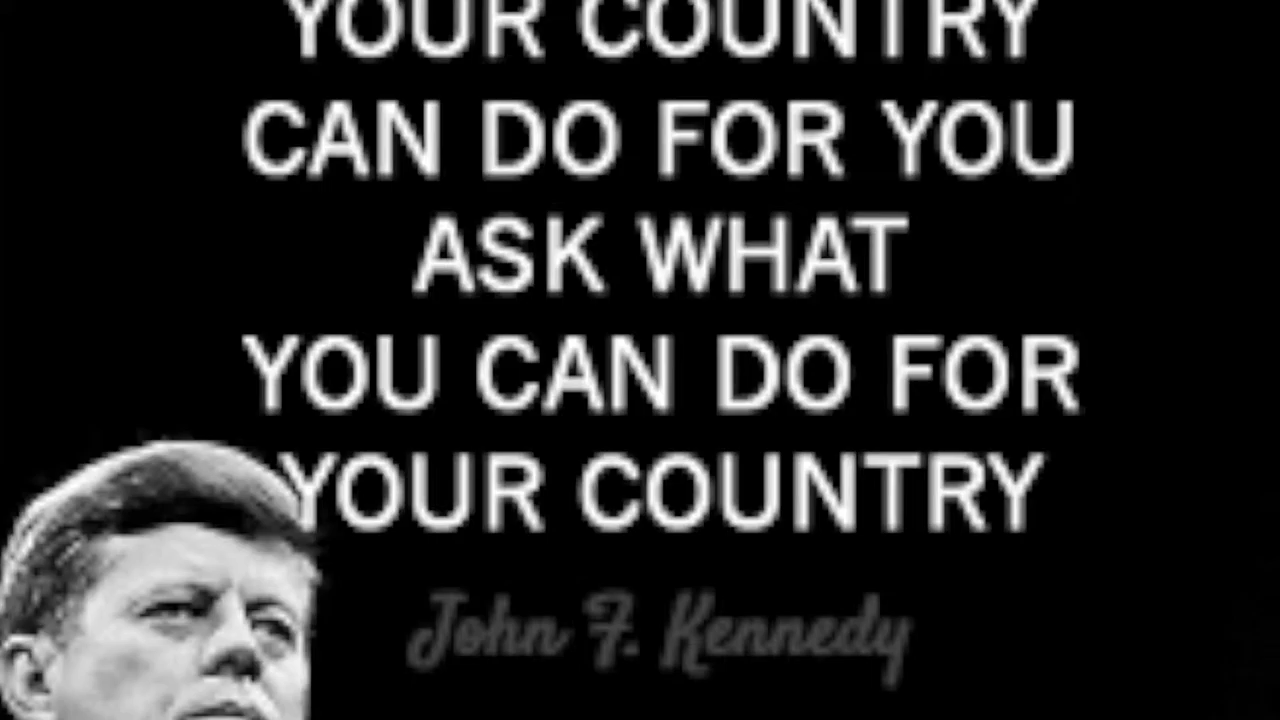 YOUR COUNTRY
CAN DO FOR YOU
ASK WHAT
YOU CAN DO FOR
YOUR COUNTRY
John F. Kennedy